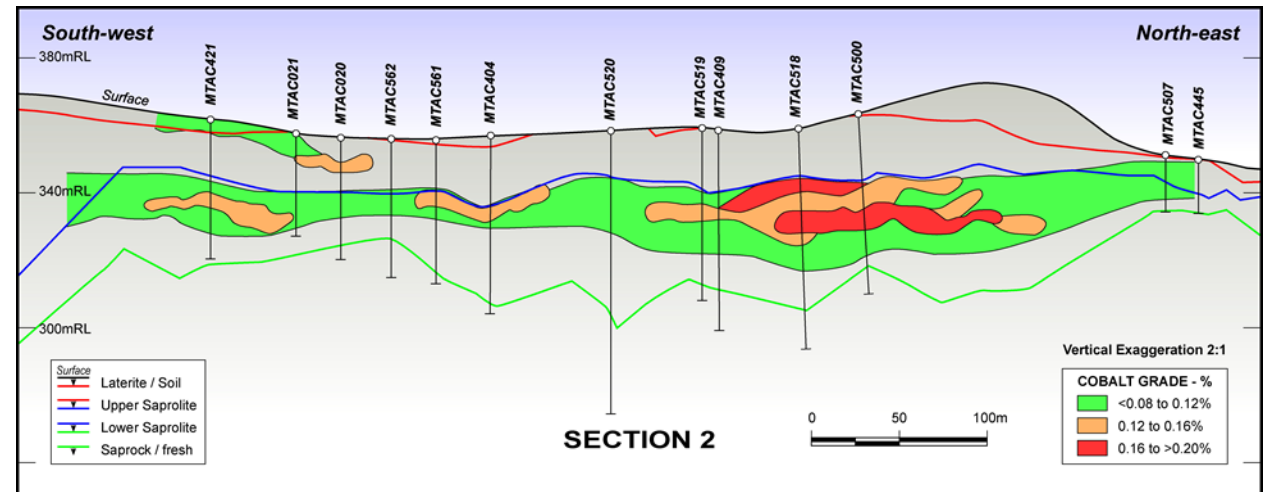 South-west
North-east
380mRL
340mRL
300mRL
Surface
MTAC421
MTAC021
MTAC020
MTAC562
MTAC561
MTAC404
MTAC520
MTAC519
MTAC409
MTAC518
MTAC500
MTAC507
MTAC445
Surface
Laterite / Soil
Upper Saprolite
Lower Saprolite
Saprock / fresh
SECTION 2
0 50 100m
Vertical Exaggeration 2:1
COBALT GRADE - %
<0.08 to 0.12%
0.12 to 0.16%
0.16 to >0.20%